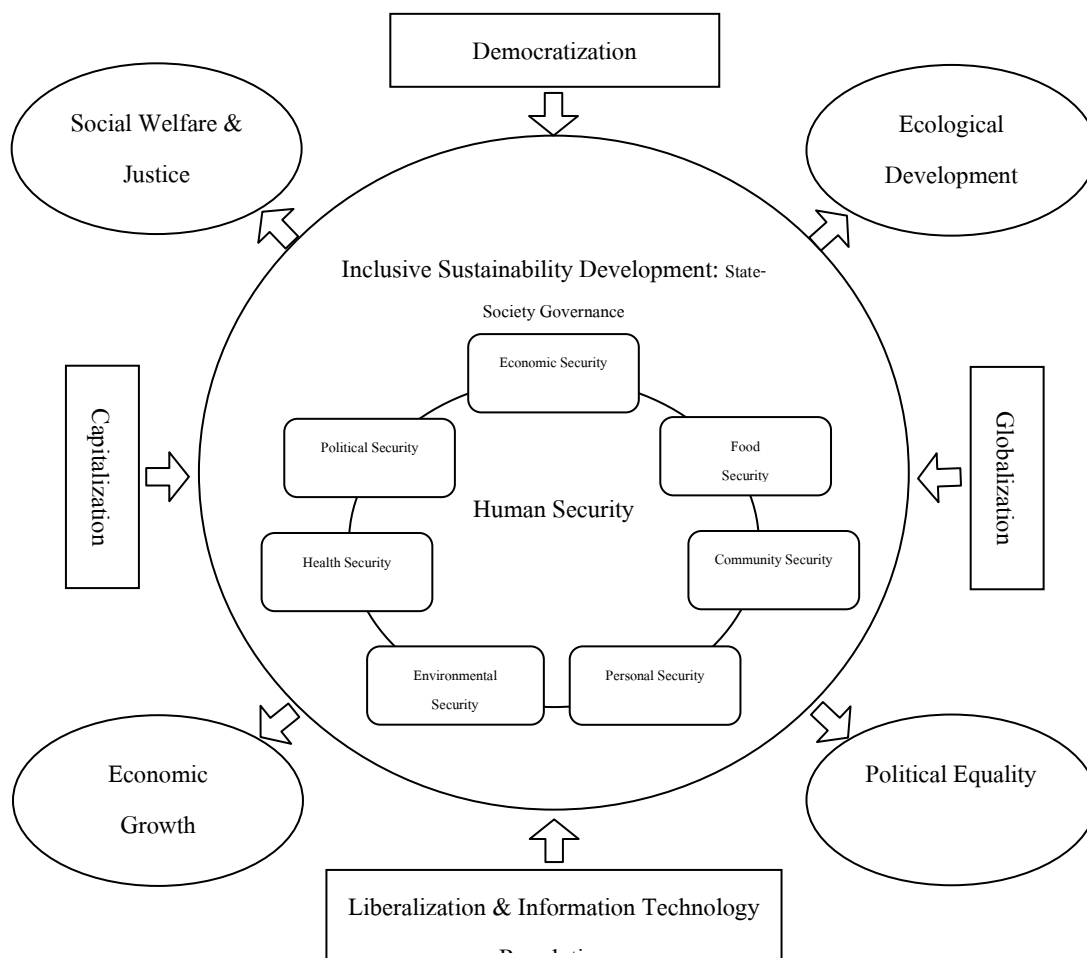 Democratization
Social Welfare &
Justice
Ecological
Development
Inclusive Sustainability Development: State-
Society Governance
Economic Security
Political Security
Food
Security
Capitalization
Globalization
Human Security
Health Security
Community Security
Environmental
Security
Personal Security
Economic
Growth
Political Equality
Liberalization & Information Technology